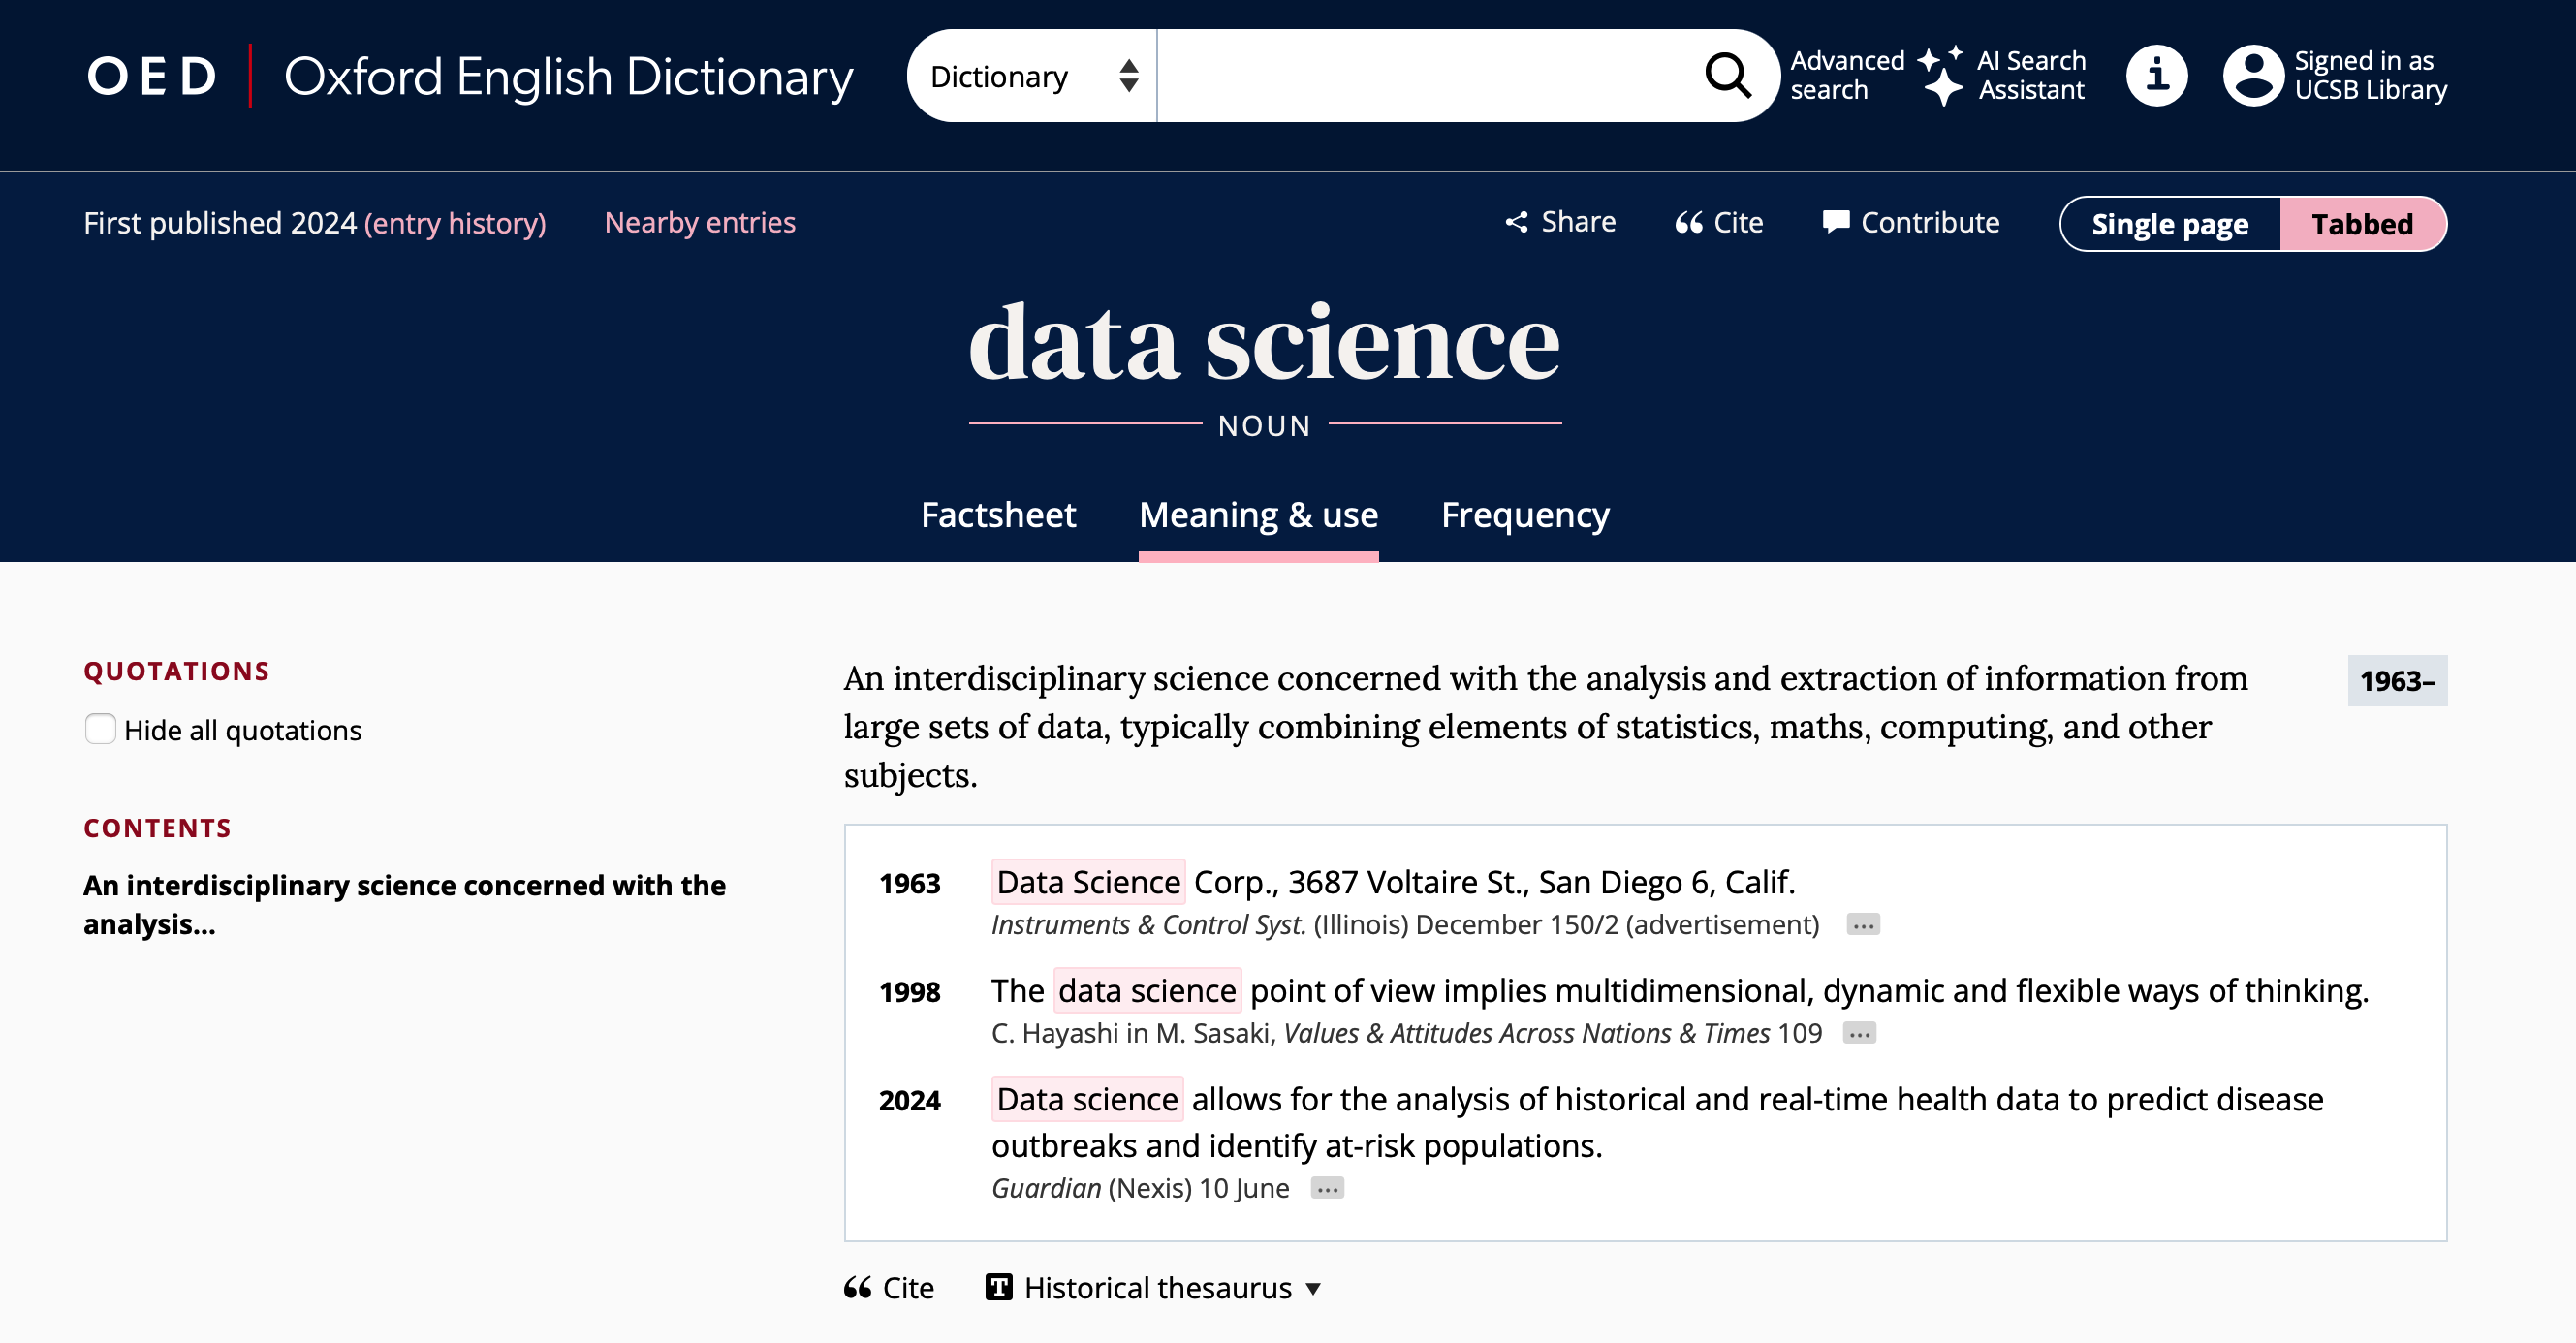 OED | Oxford English Dictionary
Dictionary
Advanced search
AI Search Assistant
Signed in as UCSB Library
First published 2024 (entry history)
Nearby entries
Share
Cite
Contribute
Single page
Tabbed
data science
NOUN
Factsheet
Meaning & use
Frequency
QUOTATIONS
Hide all quotations
CONTENTS
An interdisciplinary science concerned with the
analysis...
An interdisciplinary science concerned with the analysis and extraction of information from
large sets of data, typically combining elements of statistics, maths, computing, and other
subjects.
1963–
1963 Data Science Corp., 3687 Voltaire St., San Diego 6, Calif.
Instruments & Control Syst. (Illinois) December 150/2 (advertisement) ...
1998 The data science point of view implies multidimensional, dynamic and flexible ways of thinking.
C. Hayashi in M. Sasaki, Values & Attitudes Across Nations & Times 109 ...
2024 Data science allows for the analysis of historical and real-time health data to predict disease
outbreaks and identify at-risk populations.
Guardian (Nexis) 10 June ...
Cite
Historical thesaurus